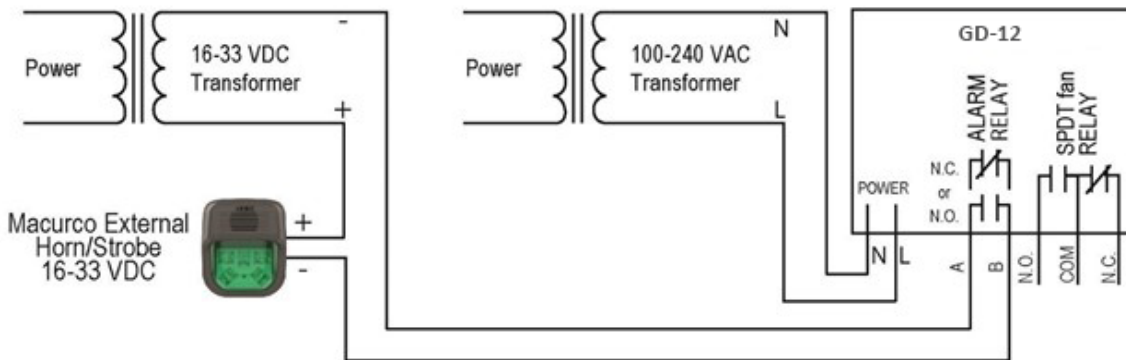 -
N
GD-12
Power
16-33 VDC
Transformer
Power
100-240 VAC
Transformer
+
L
ALARM
RELAY
SPDT fan
RELAY
N.C.
or
N.O.
POWER
Macurco External
Horn/Strobe
16-33 VDC
+
-
N
L
A
B
N.O.
COM
N.C.